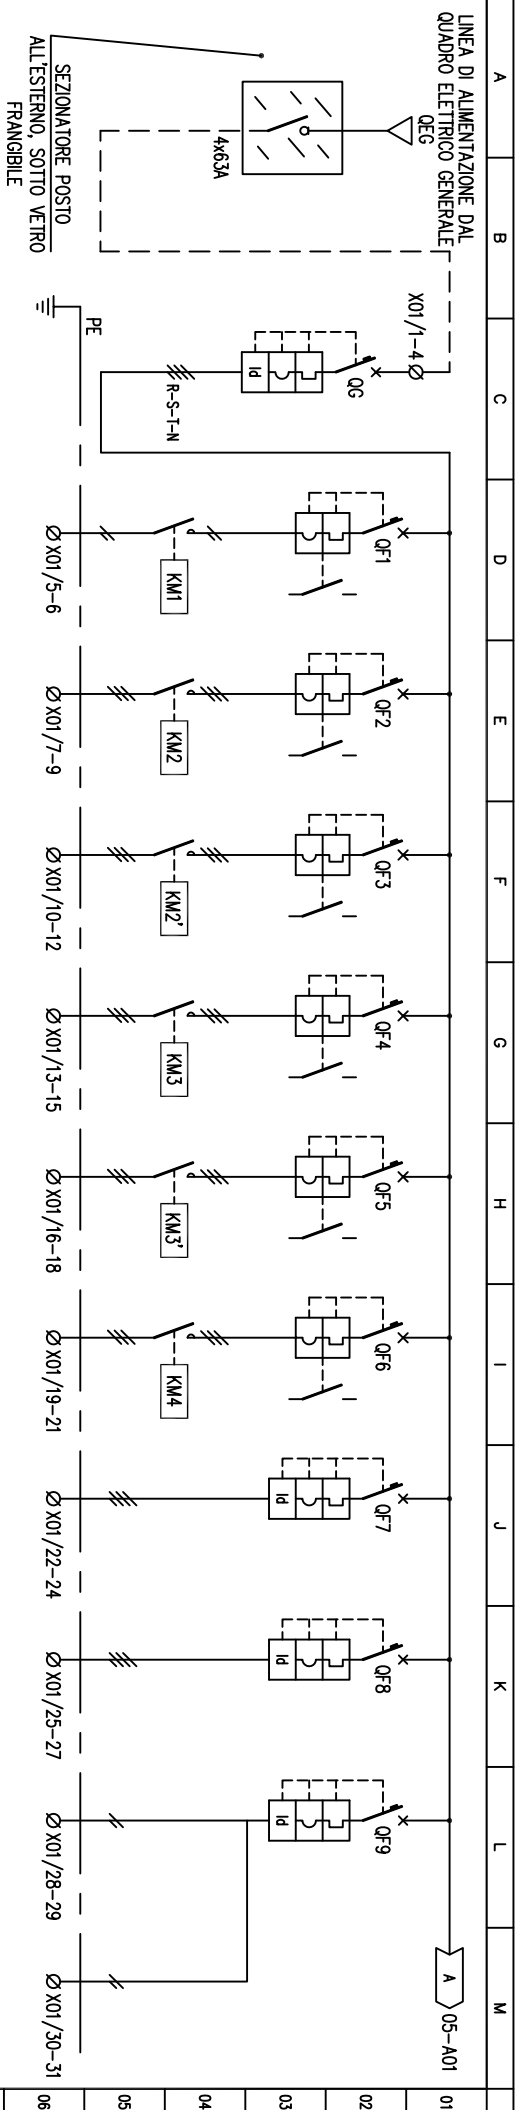 A
B
C
D
E
F
G
H
I
J
K
L
M
01
02
03
04
05
06
LINEA DI ALIMENTAZIONE DAL
QUADRO ELETTRICO GENERALE
QEG
4x63A
SEZIONATORE POSTO
ALL'ESTERNO, SOTTO VETRO
FRANGIBILE
X01/1-4
QG
Id
R-S-T-N
PE
QF1
KM1
X01/5-6
QF2
KM2
X01/7-9
QF3
KM2'
X01/10-12
QF4
KM3
X01/13-15
QF5
KM3'
X01/16-18
QF6
KM4
X01/19-21
QF7
Id
X01/22-24
QF8
Id
X01/25-27
QF9
Id
X01/28-29
X01/30-31
A
05-A01